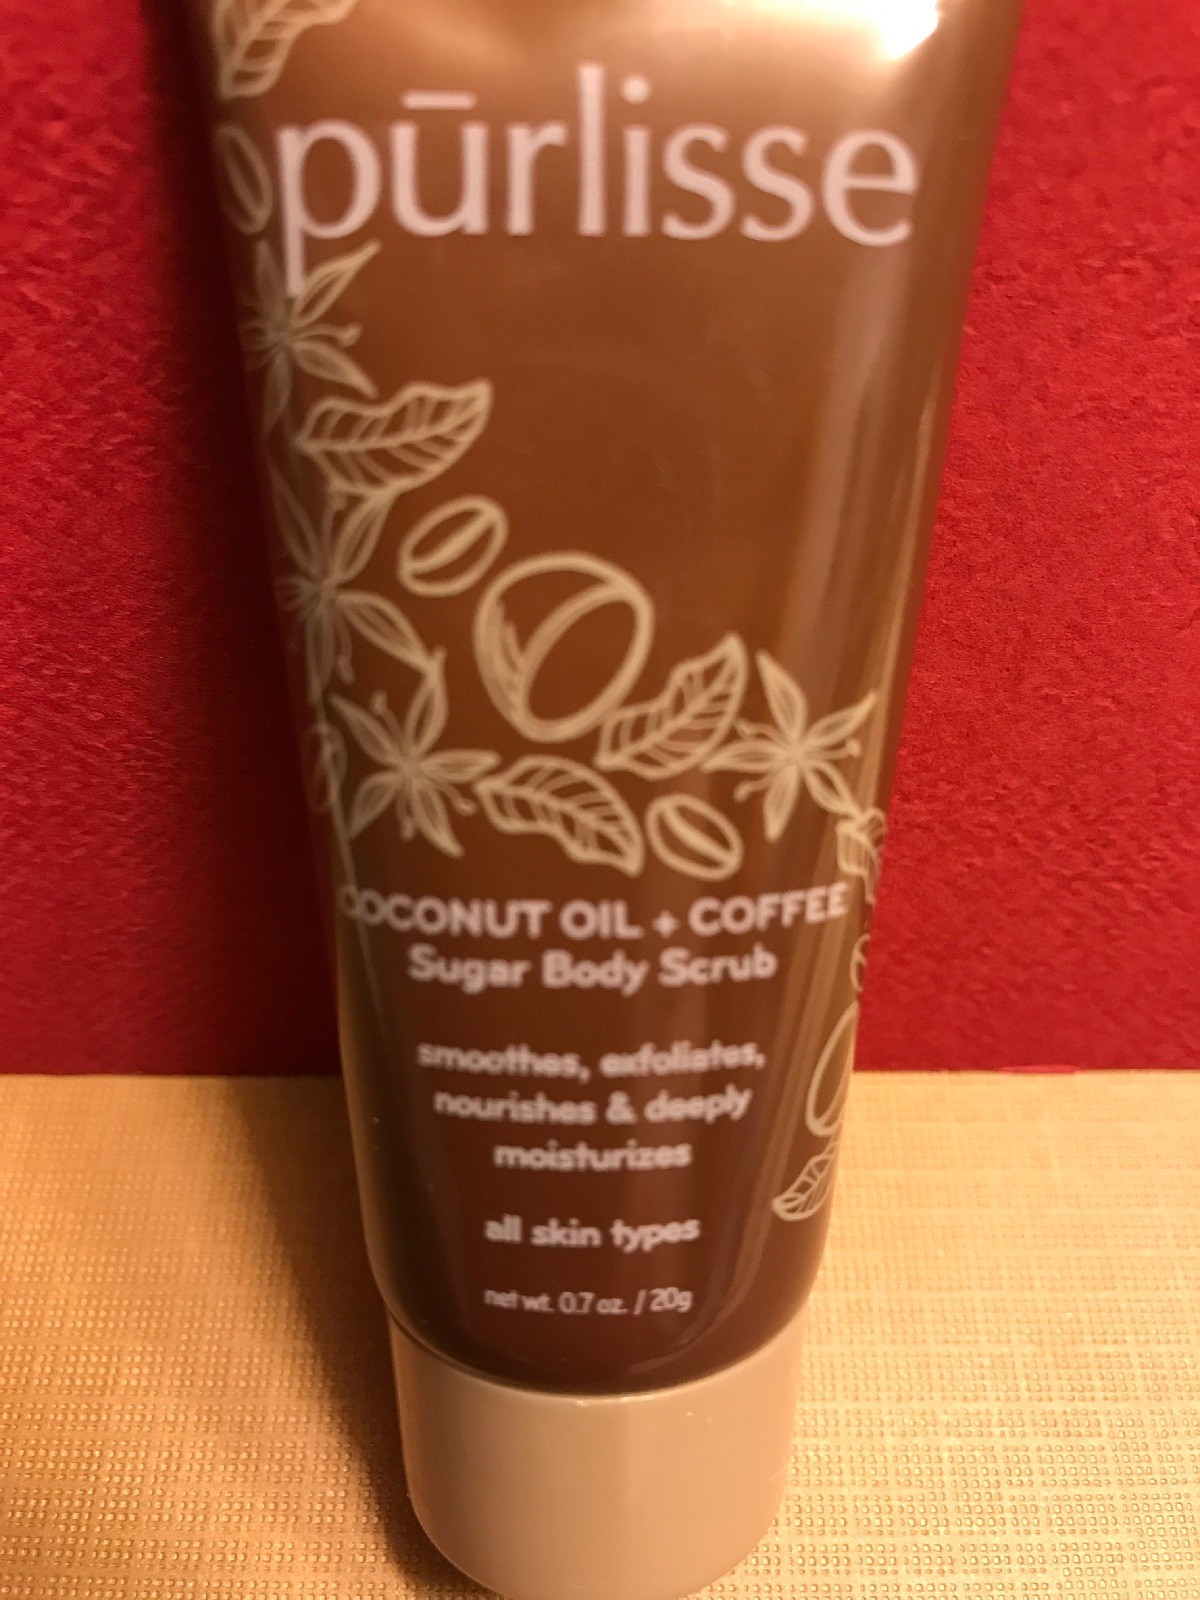 pūrlisse
COCONUT OIL + COFFEE
Sugar Body Scrub
smoothes, exfoliates,
nourishes & deeply
moisturizes
all skin types
net wt. 0.7 oz. / 20g